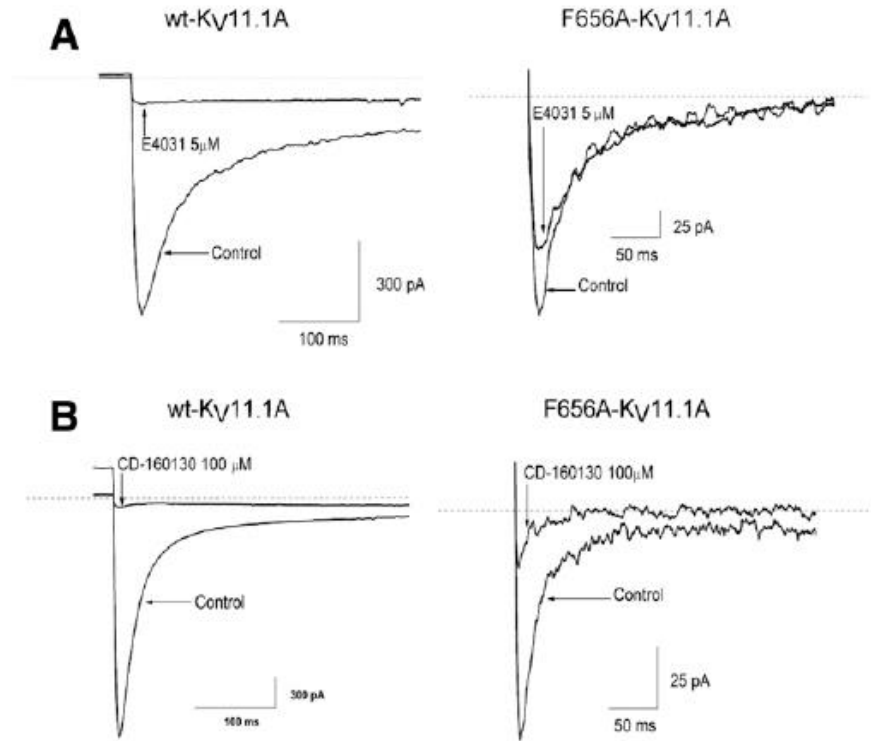 A
wt-KV11.1A
F656A-KV11.1A
E4031 5μM
Control
300 pA
100 ms
E4031 5 μM
25 pA
50 ms
Control
B
wt-KV11.1A
F656A-KV11.1A
CD-160130 100 μM
Control
300 pA
100 ms
CD-160130 100μM
Control
25 pA
50 ms